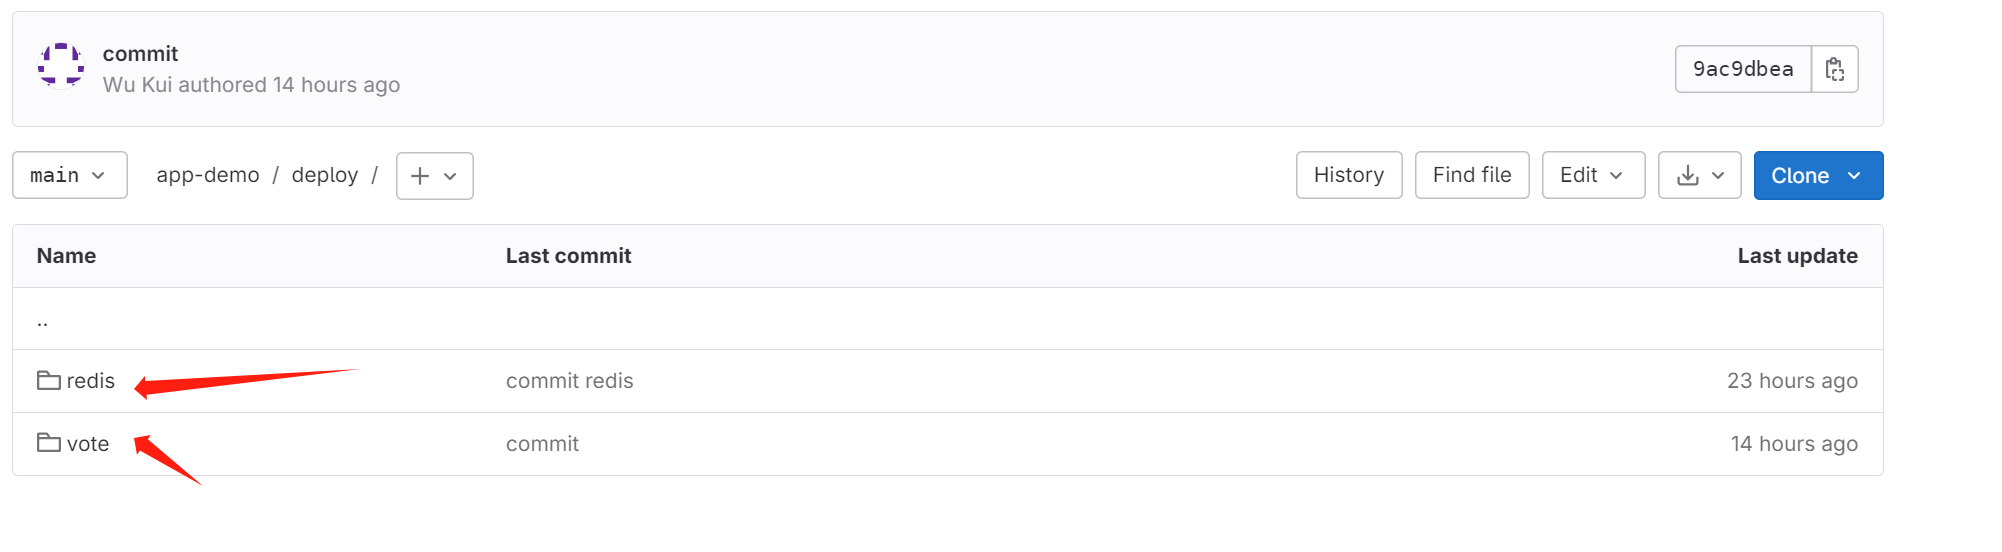 commit
Wu Kui authored 14 hours ago
9ac9dbea
main app-demo / deploy / + History Find file Edit Clone
Name Last commit Last update
..
redis commit redis 23 hours ago
vote commit 14 hours ago